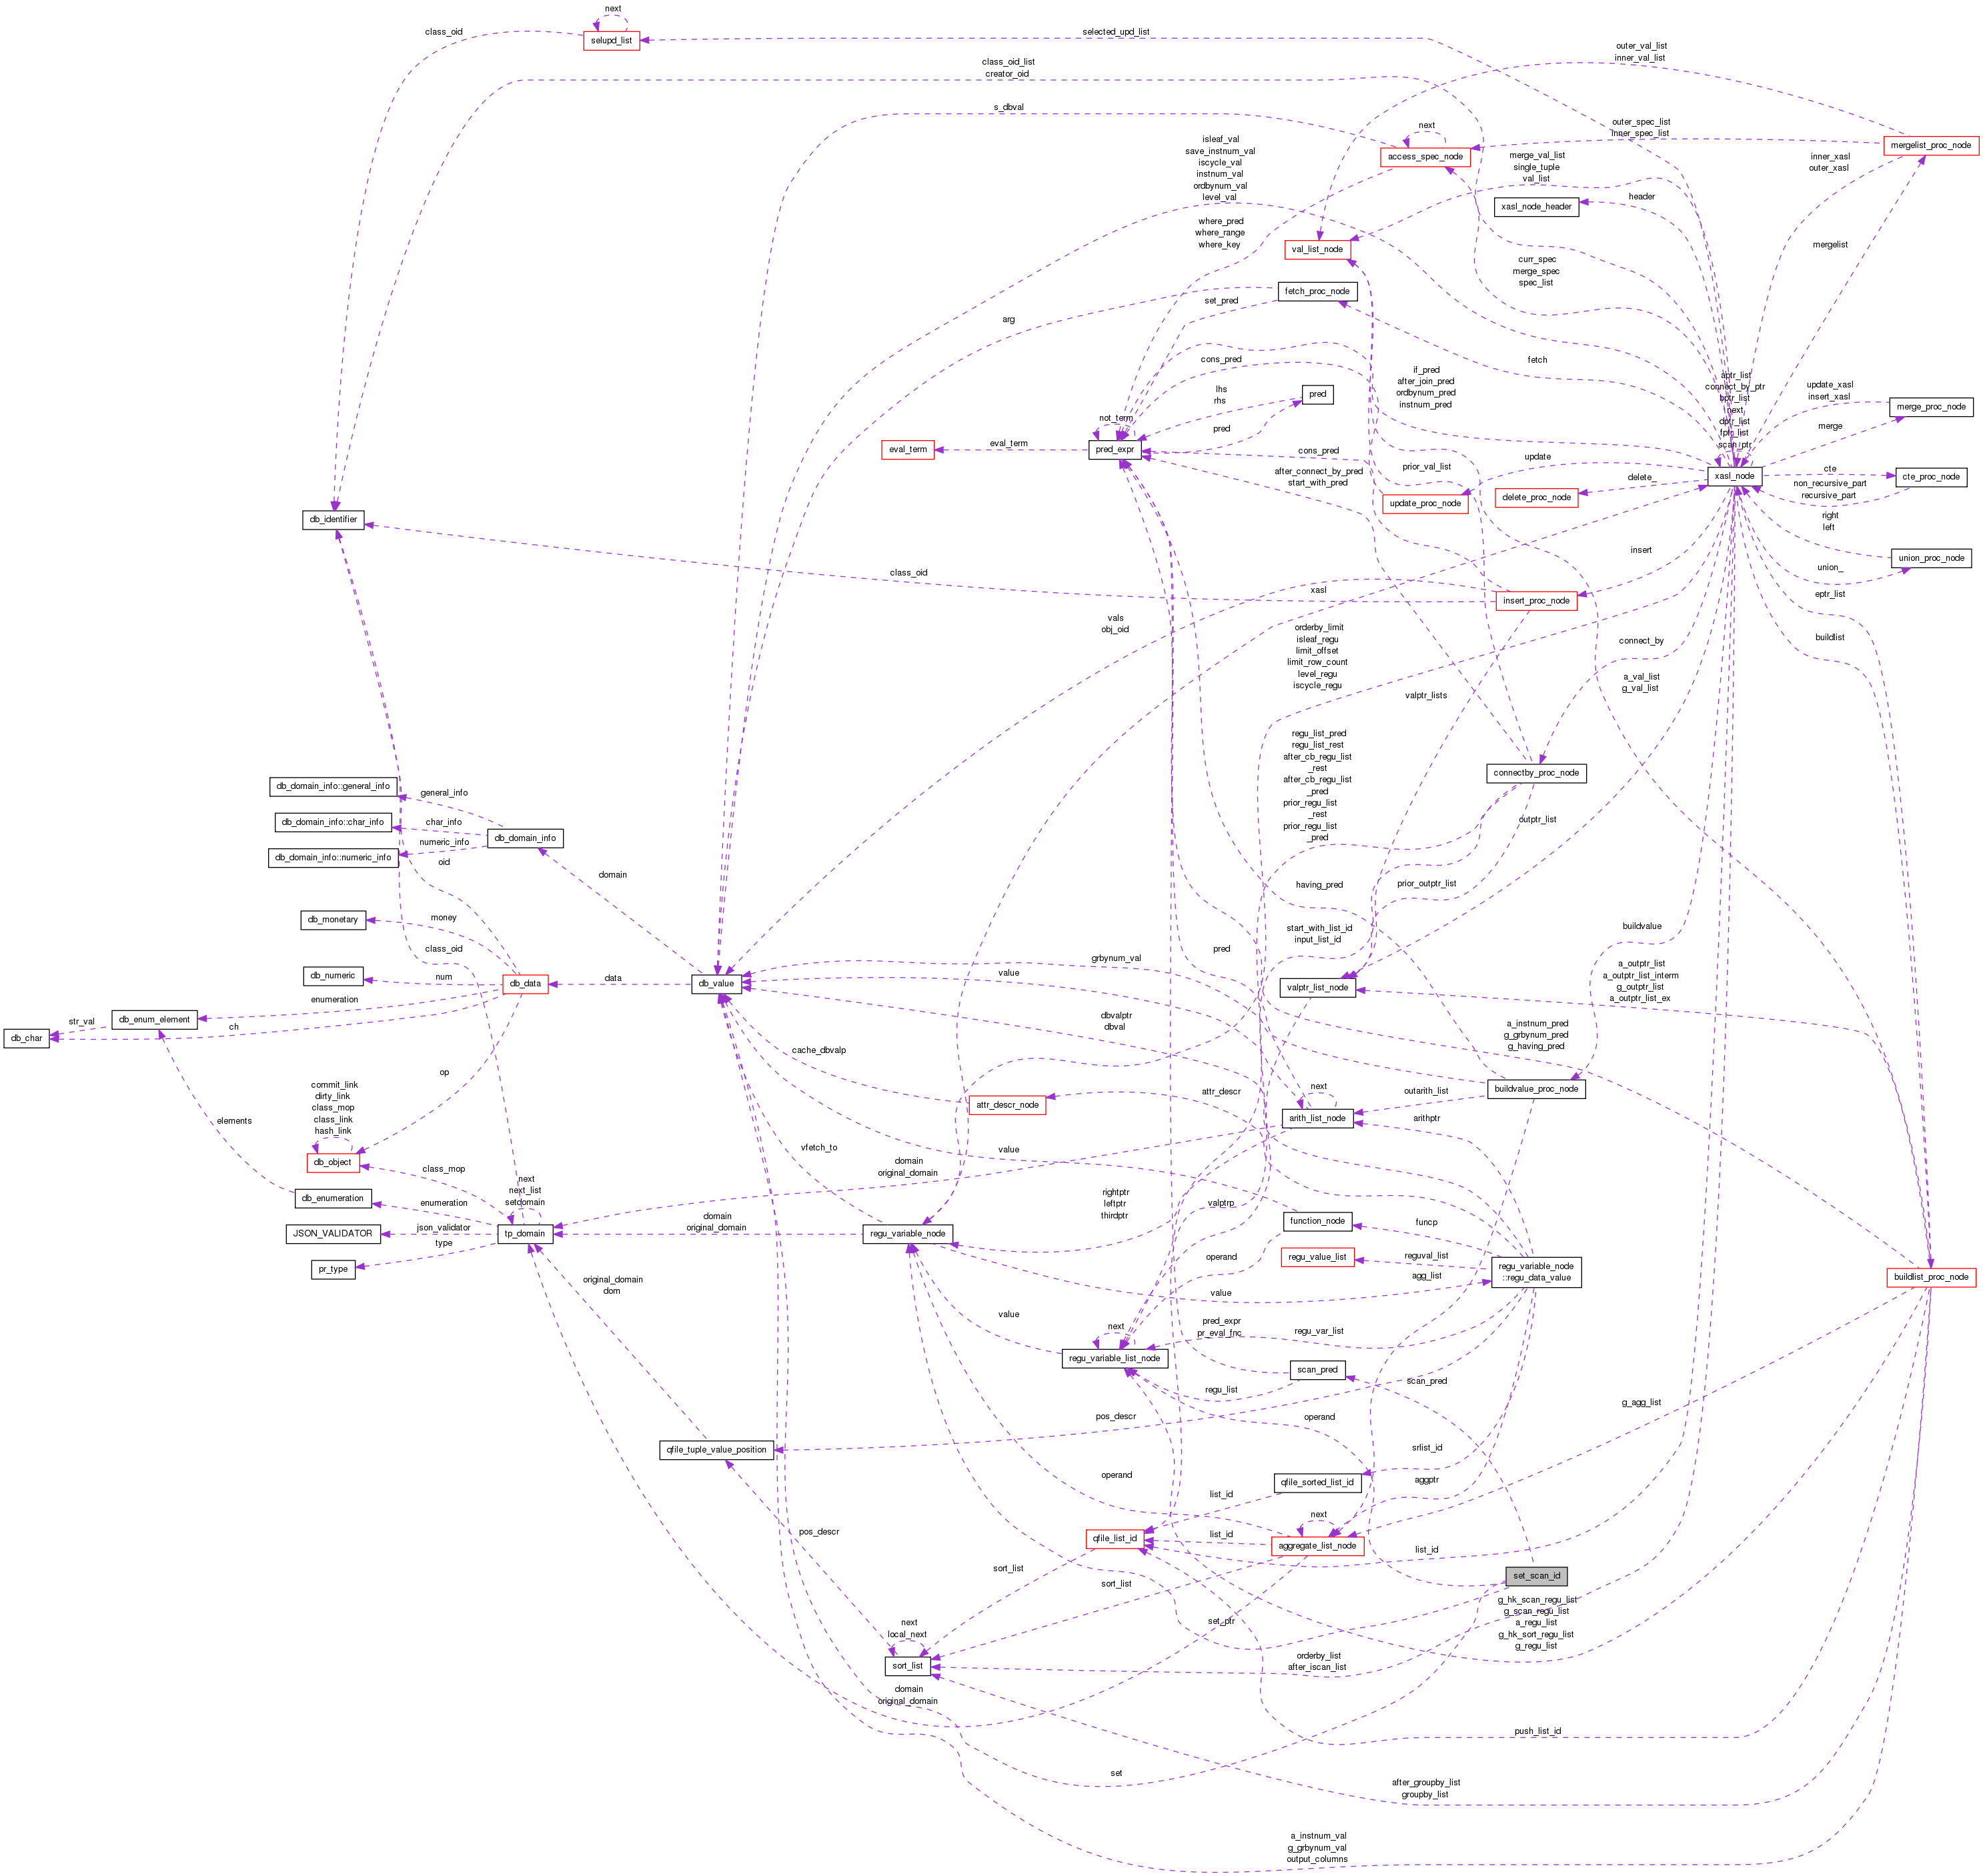 next
class_oid
selupd_list
selected_upd_list
outer_val_list
inner_val_list
class_oid_list
creator_oid
s_dbval
next
access_spec_node
outer_spec_list
inner_spec_list
mergelist_proc_node
isleaf_val
save_instnum_val
iscycle_val
instnum_val
ordbynum_val
level_val
merge_val_list
single_tuple
val_list
inner_xasl
outer_xasl
xasl_node_header
header
where_pred
where_range
where_key
val_list_node
mergelist
curr_spec
merge_spec
spec_list
fetch_proc_node
set_pred
arg
cons_pred
fetch
if_pred
after_join_pred
ordbynum_pred
instnum_pred
lhs
rhs
pred
aptr_list
connect_by_ptr
bptr_list
next
dptr_list
fptr_list
scan_ptr
update_xasl
insert_xasl
merge_proc_node
not_term
pred
merge
eval_term
eval_term
pred_expr
cons_pred
update
xasl_node
cte
cte_proc_node
after_connect_by_pred
start_with_pred
prior_val_list
delete_
non_recursive_part
recursive_part
update_proc_node
delete_proc_node
db_identifier
right
left
insert
union_proc_node
union_
class_oid
xasl
insert_proc_node
eptr_list
vals
obj_oid
orderby_limit
isleaf_regu
limit_offset
limit_row_count
level_regu
iscycle_regu
connect_by
buildlist
a_val_list
g_val_list
valptr_lists
regu_list_pred
regu_list_rest
after_cb_regu_list
_rest
after_cb_regu_list
_pred
prior_regu_list
_rest
prior_regu_list
_pred
connectby_proc_node
db_domain_info::general_info
general_info
db_domain_info::char_info
char_info
db_domain_info
numeric_info
db_domain_info::numeric_info
outptr_list
oid
domain
having_pred
prior_outptr_list
db_monetary
money
class_oid
pred
start_with_list_id
input_list_id
buildvalue
grbynum_val
db_numeric
num
db_data
data
db_value
value
valptr_list_node
a_outptr_list
a_outptr_list_interm
g_outptr_list
a_outptr_list_ex
enumeration
str_val
db_enum_element
ch
db_char
dbvalptr
dbval
a_instnum_pred
g_grbynum_pred
g_having_pred
cache_dbvalp
op
commit_link
dirty_link
class_mop
class_link
hash_link
attr_descr
next
outarith_list
buildvalue_proc_node
attr_descr_node
arith_list_node
arithptr
elements
vfetch_to
value
db_object
class_mop
domain
original_domain
next
next_list
setdomain
db_enumeration
enumeration
rightptr
leftptr
thirdptr
valptrp
domain
original_domain
function_node
funcp
JSON_VALIDATOR
json_validator
tp_domain
regu_variable_node
type
operand
regu_value_list
reguval_list
regu_variable_node
::regu_data_value
pr_type
agg_list
buildlist_proc_node
original_domain
dom
value
value
pred_expr
pr_eval_fnc
next
regu_var_list
regu_variable_list_node
scan_pred
scan_pred
regu_list
g_agg_list
pos_descr
operand
qfile_tuple_value_position
srlist_id
operand
qfile_sorted_list_id
aggptr
list_id
next
pos_descr
qfile_list_id
list_id
aggregate_list_node
list_id
sort_list
sort_list
set_scan_id
g_hk_scan_regu_list
g_scan_regu_list
a_regu_list
g_hk_sort_regu_list
g_regu_list
next
local_next
set_ptr
sort_list
orderby_list
after_iscan_list
domain
original_domain
push_list_id
set
after_groupby_list
groupby_list
a_instnum_val
g_grbynum_val
output_columns